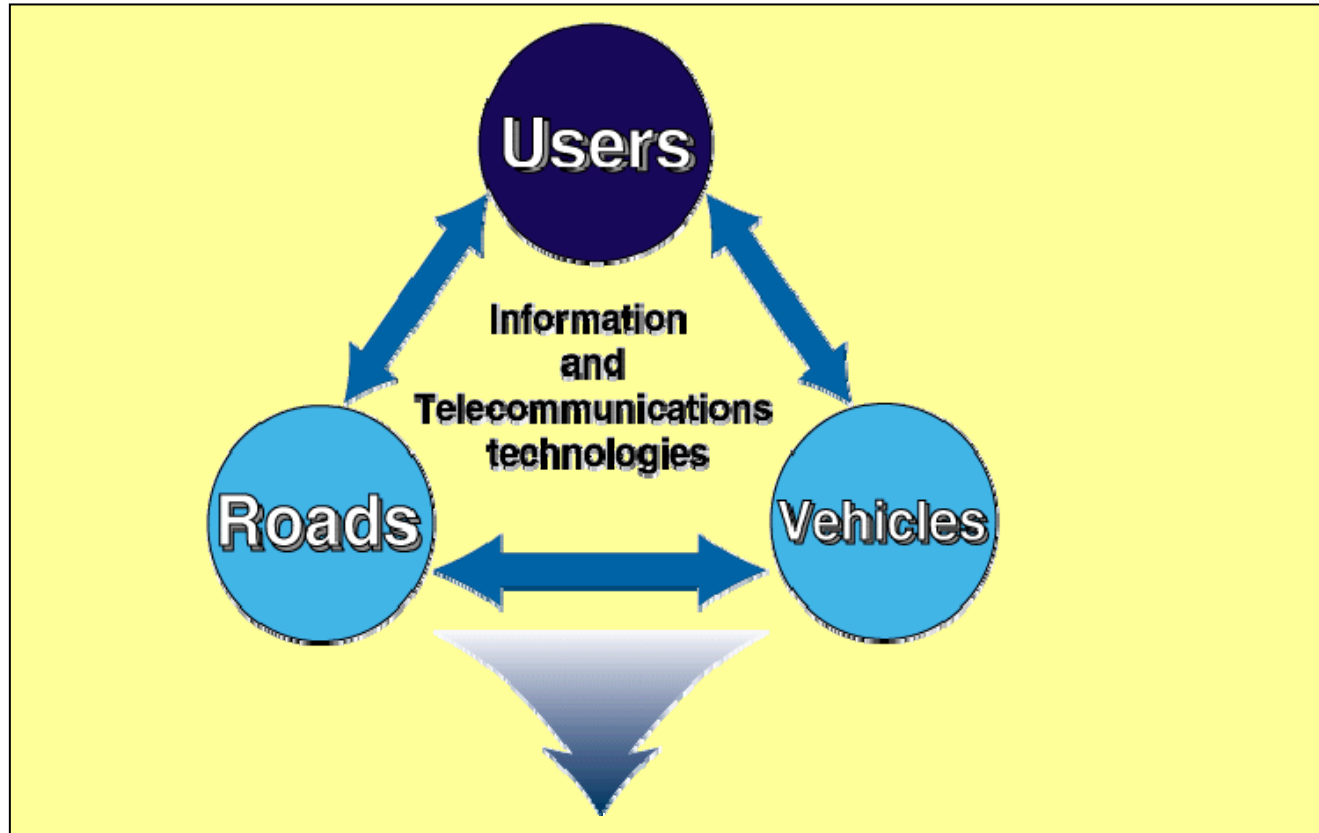 Users
Information
and
Telecommunications
technologies
Roads
Vehicles